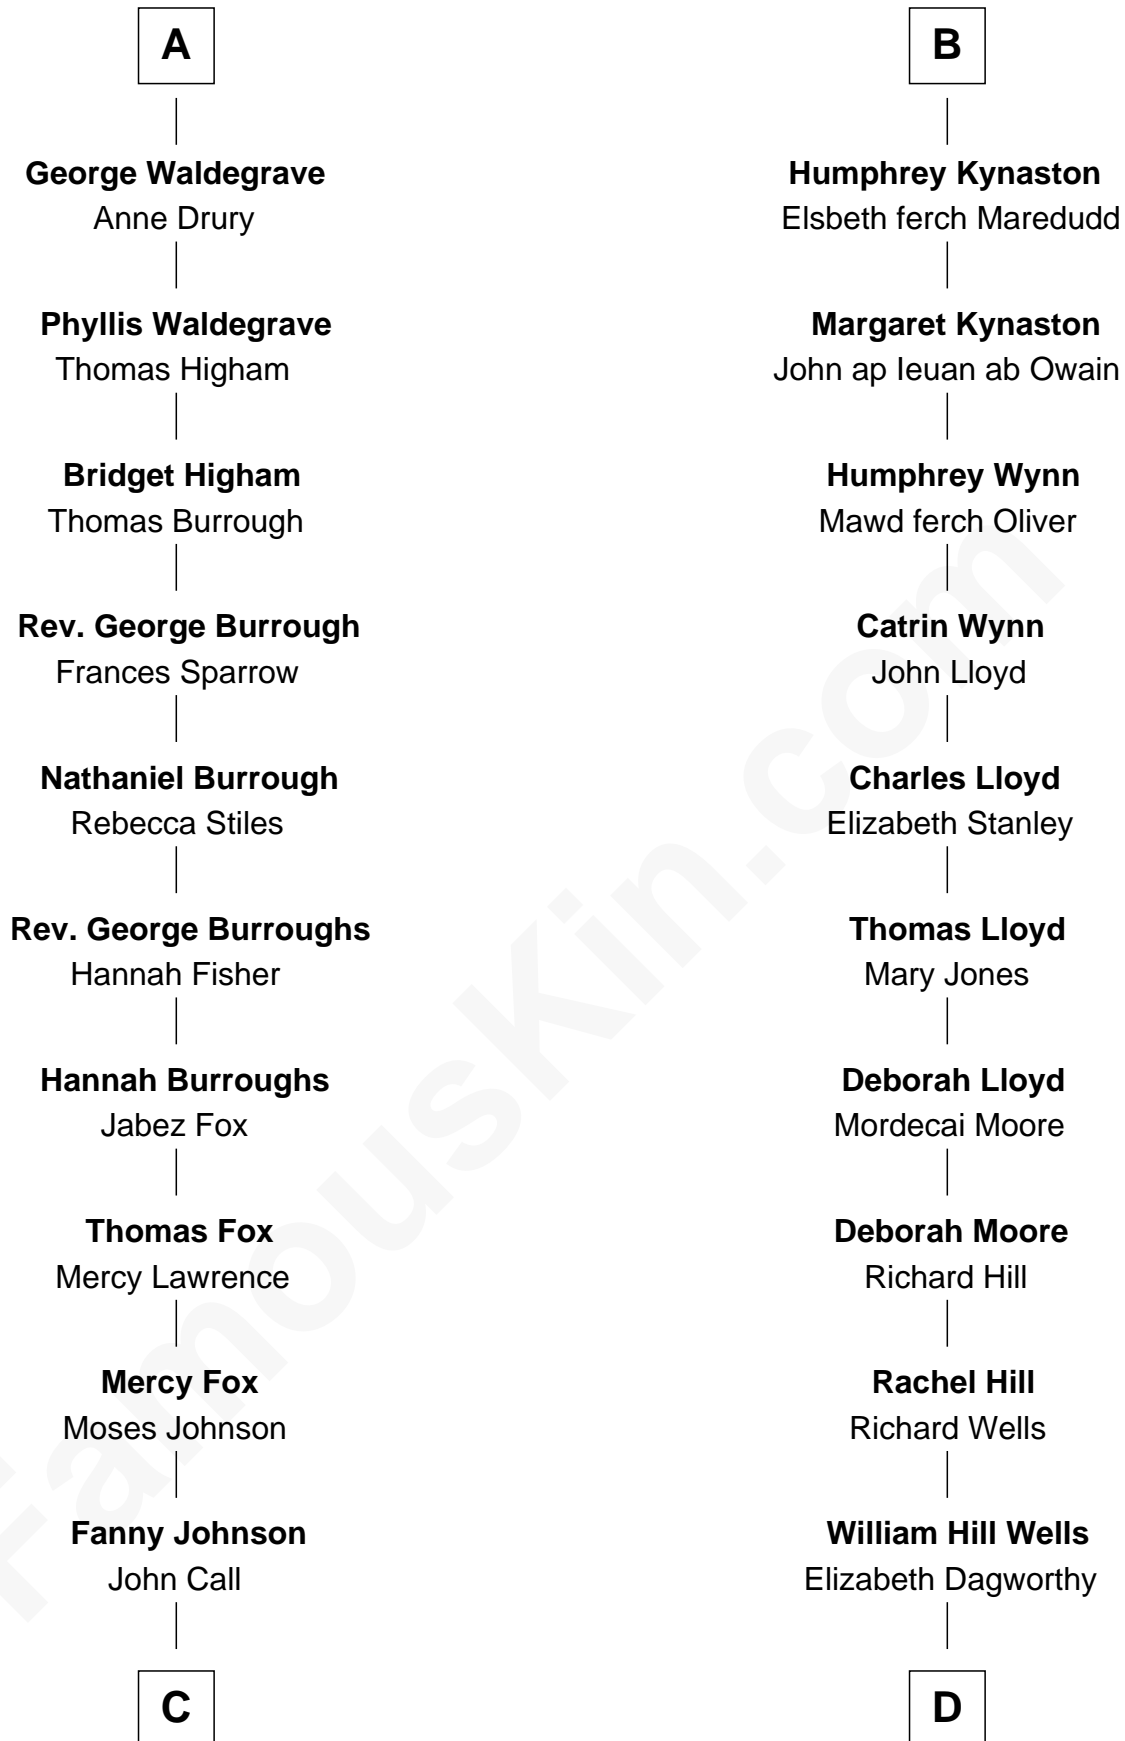 A
George Waldegrave
Anne Drury
Phyllis Waldegrave
Thomas Higham
Bridget Higham
Thomas Burrough
Rev. George Burrough
Frances Sparrow
Nathaniel Burrough
Rebecca Stiles
Rev. George Burroughs
Hannah Fisher
Hannah Burroughs
Jabez Fox
Thomas Fox
Mercy Lawrence
Mercy Fox
Moses Johnson
Fanny Johnson
John Call
C
B
Humphrey Kynaston
Elsbeth ferch Maredudd
Margaret Kynaston
John ap Ieuan ab Owain
Humphrey Wynn
Mawd ferch Oliver
Catrin Wynn
John Lloyd
Charles Lloyd
Elizabeth Stanley
Thomas Lloyd
Mary Jones
Deborah Lloyd
Mordecai Moore
Deborah Moore
Richard Hill
Rachel Hill
Richard Wells
William Hill Wells
Elizabeth Dagworthy
D
FamousKin.com